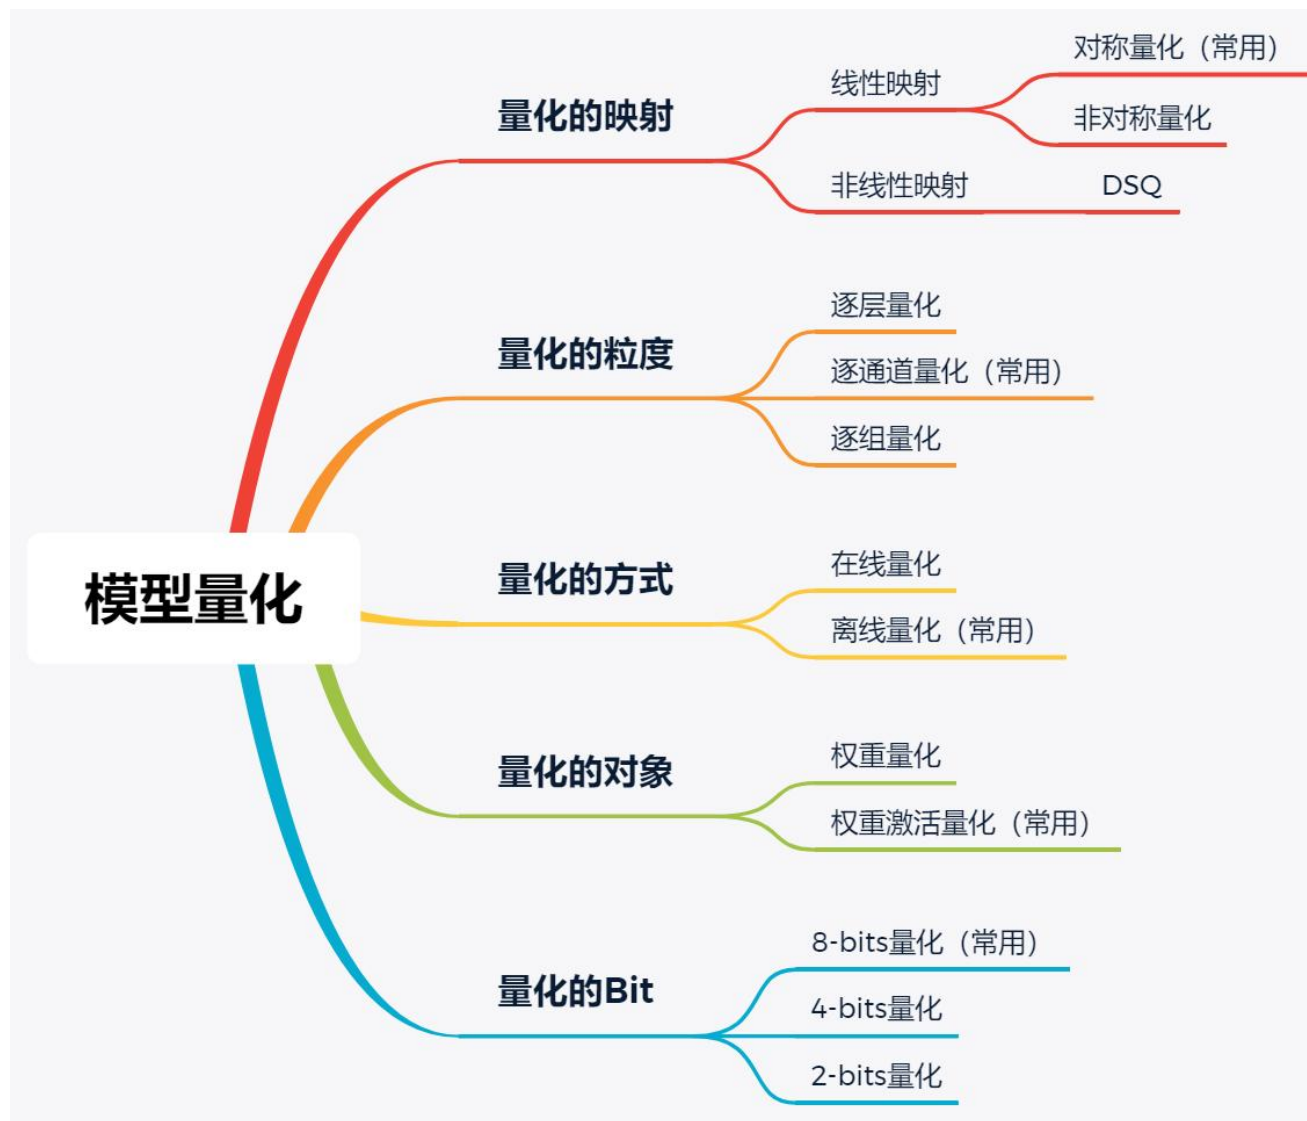 模型量化
量化的映射
线性映射
对称量化（常用）
非对称量化
非线性映射
DSQ
量化的粒度
逐层量化
逐通道量化（常用）
逐组量化
量化的方式
在线量化
离线量化（常用）
量化的对象
权重量化
权重激活量化（常用）
量化的Bit
8-bits量化（常用）
4-bits量化
2-bits量化